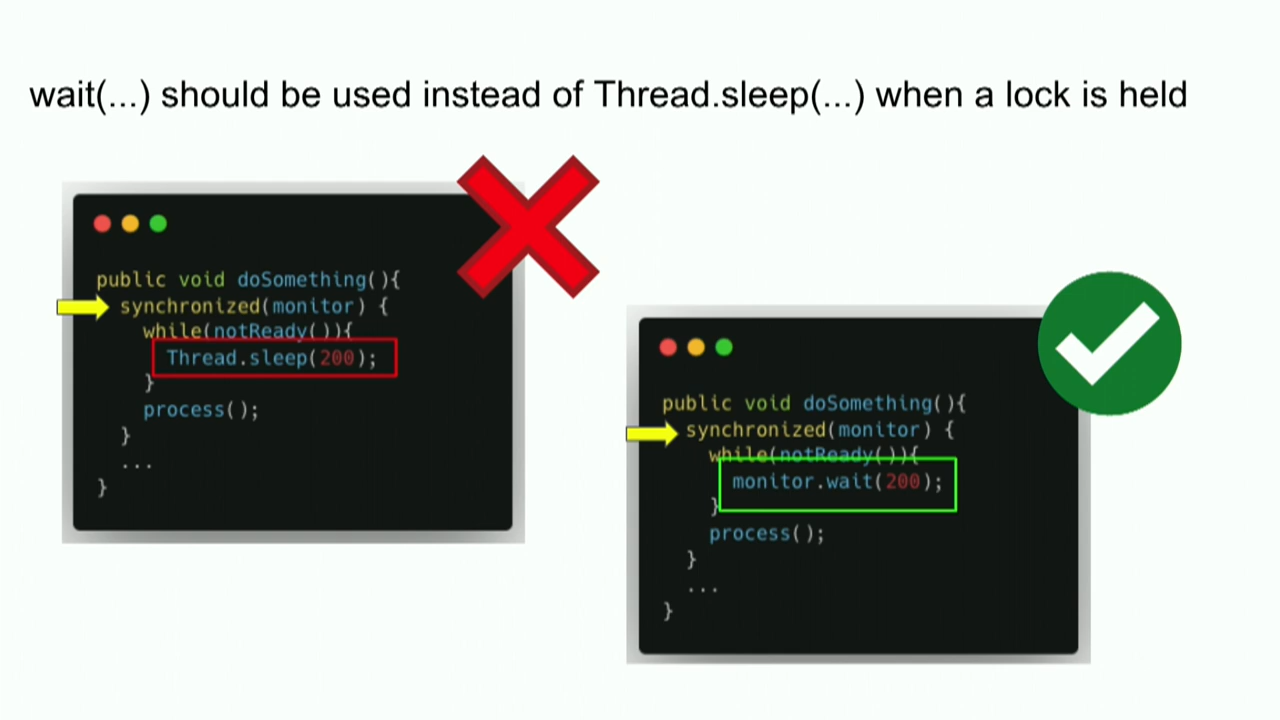 wait(...) should be used instead of Thread.sleep(...) when a lock is held
public void doSomething(){
synchronized(monitor) {
while(notReady()){
Thread.sleep(200);
}
process();
}
...
}
public void doSomething(){
synchronized(monitor) {
while(notReady()){
monitor.wait(200);
}
process();
}
...
}